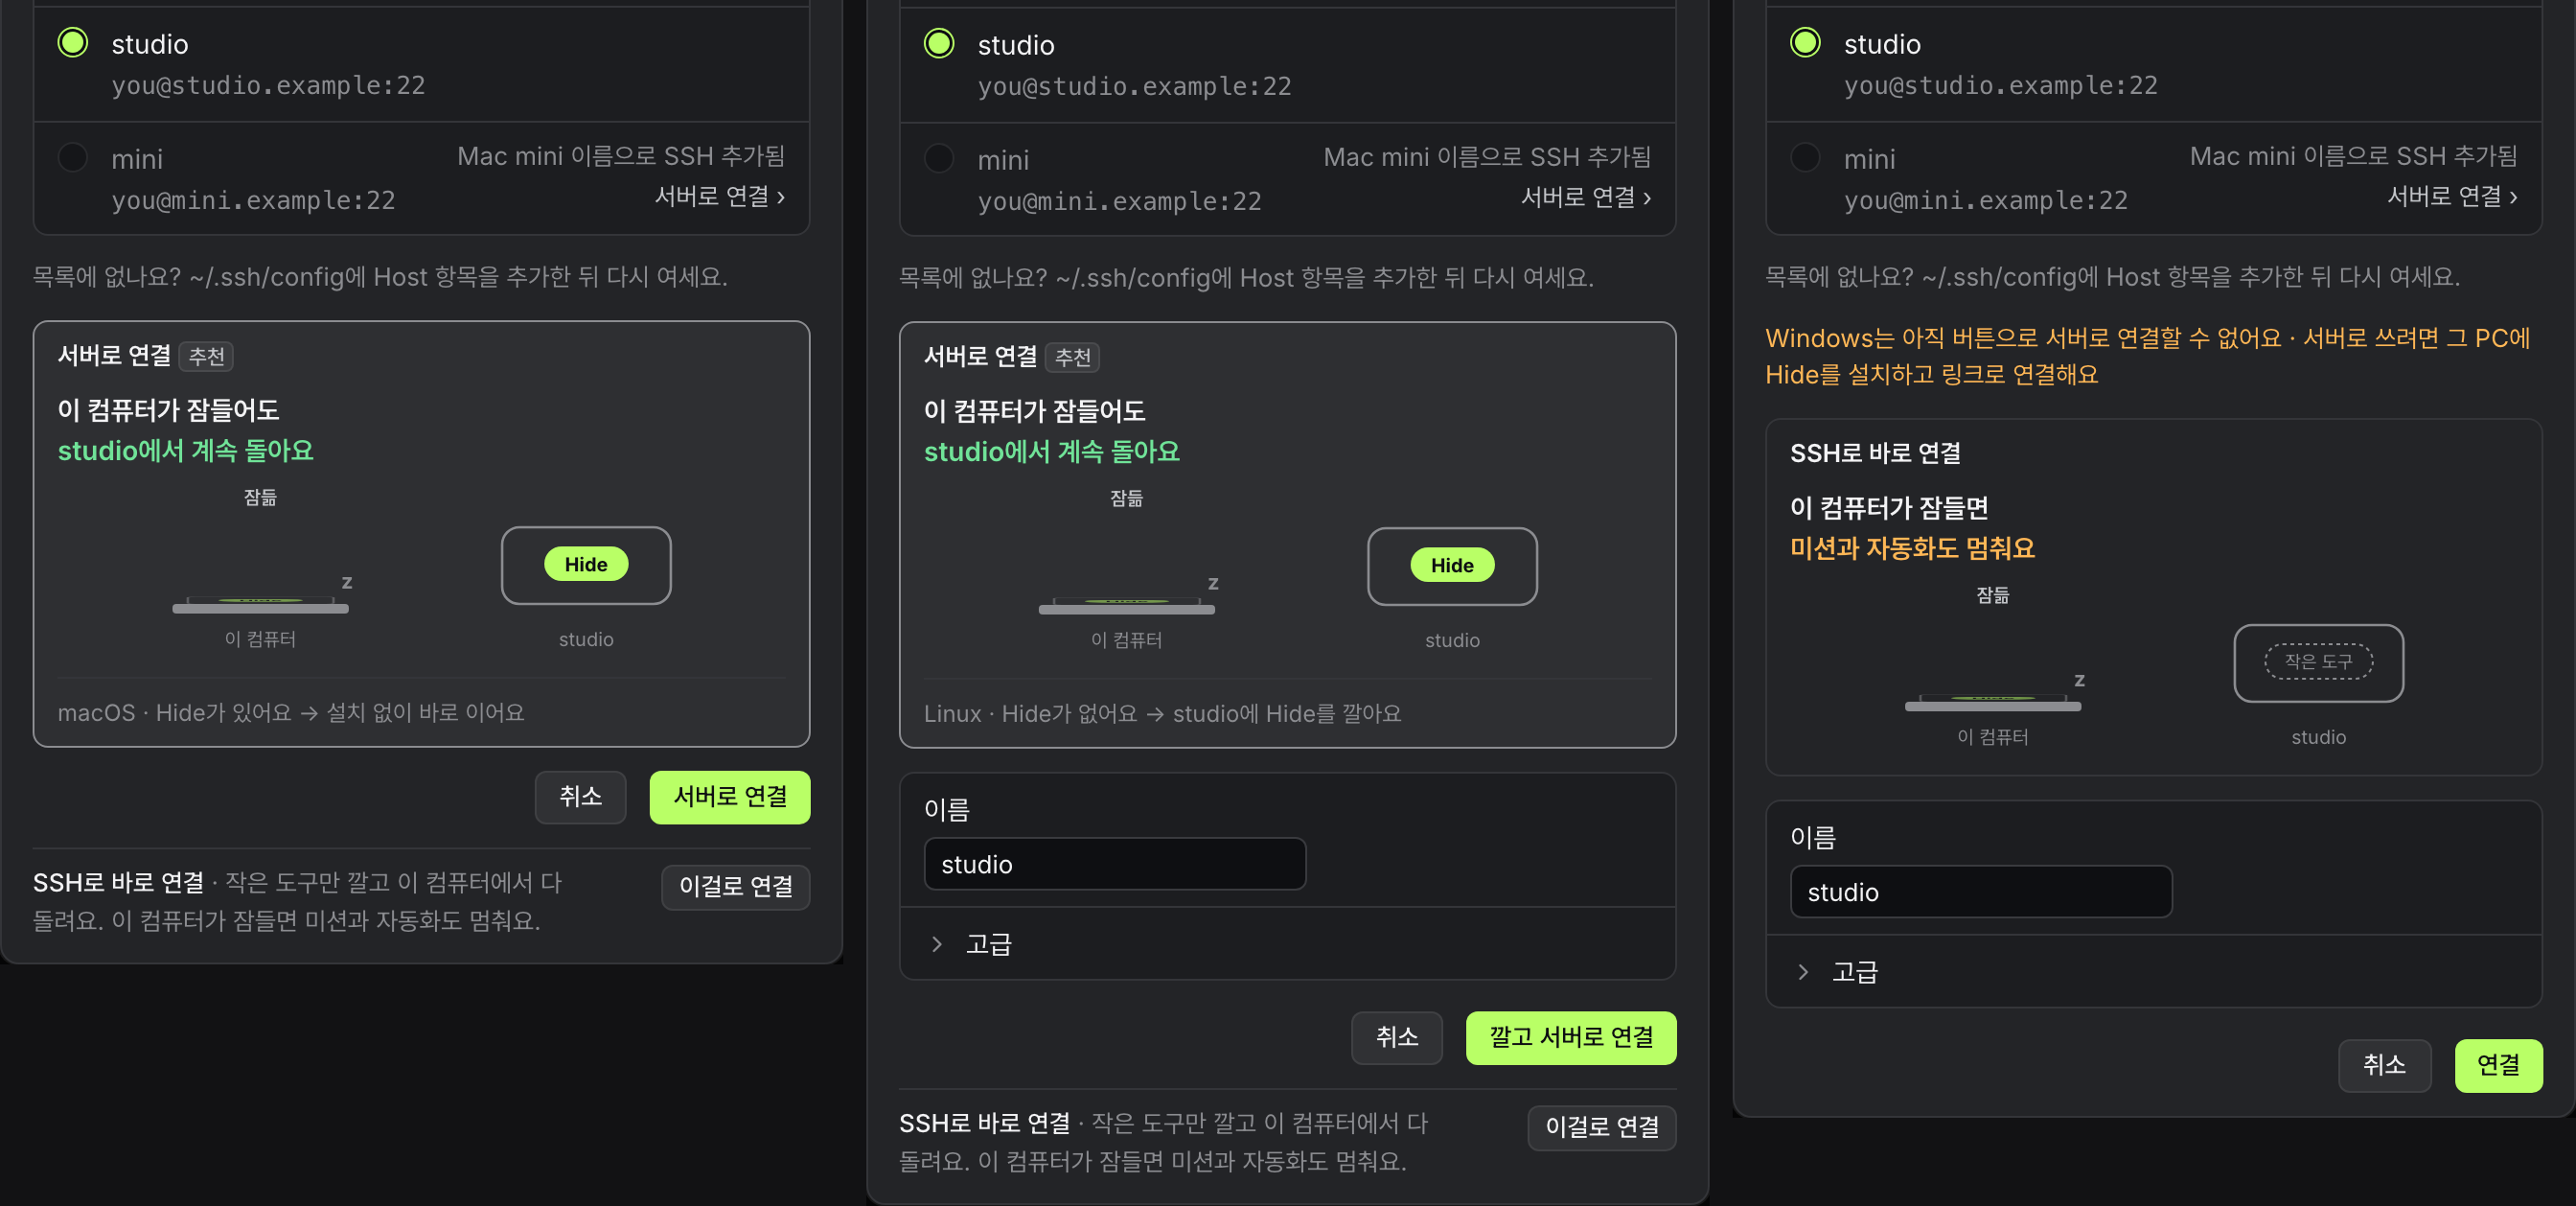 studio
you@studio.example:22
mini
Mac mini 이름으로 SSH 추가됨
you@mini.example:22
서버로 연결 ›
목록에 없나요? ~/.ssh/config에 Host 항목을 추가한 뒤 다시 여세요.
서버로 연결 추천
이 컴퓨터가 잠들어도
studio에서 계속 돌아요
잠듦
Hide
z
이 컴퓨터
studio
macOS · Hide가 있어요 → 설치 없이 바로 이어요
취소
서버로 연결
SSH로 바로 연결 · 작은 도구만 깔고 이 컴퓨터에서 다
돌려요. 이 컴퓨터가 잠들면 미션과 자동화도 멈춰요.
이걸로 연결
studio
you@studio.example:22
mini
Mac mini 이름으로 SSH 추가됨
you@mini.example:22
서버로 연결 ›
목록에 없나요? ~/.ssh/config에 Host 항목을 추가한 뒤 다시 여세요.
서버로 연결 추천
이 컴퓨터가 잠들어도
studio에서 계속 돌아요
잠듦
Hide
z
이 컴퓨터
studio
Linux · Hide가 없어요 → studio에 Hide를 깔아요
이름
studio
고급
취소
깔고 서버로 연결
SSH로 바로 연결 · 작은 도구만 깔고 이 컴퓨터에서 다
돌려요. 이 컴퓨터가 잠들면 미션과 자동화도 멈춰요.
이걸로 연결
studio
you@studio.example:22
mini
Mac mini 이름으로 SSH 추가됨
you@mini.example:22
서버로 연결 ›
목록에 없나요? ~/.ssh/config에 Host 항목을 추가한 뒤 다시 여세요.
Windows는 아직 버튼으로 서버로 연결할 수 없어요 · 서버로 쓰려면 그 PC에
Hide를 설치하고 링크로 연결해요
SSH로 바로 연결
이 컴퓨터가 잠들면
미션과 자동화도 멈춰요
잠듦
작은 도구
z
이 컴퓨터
studio
이름
studio
고급
취소
연결